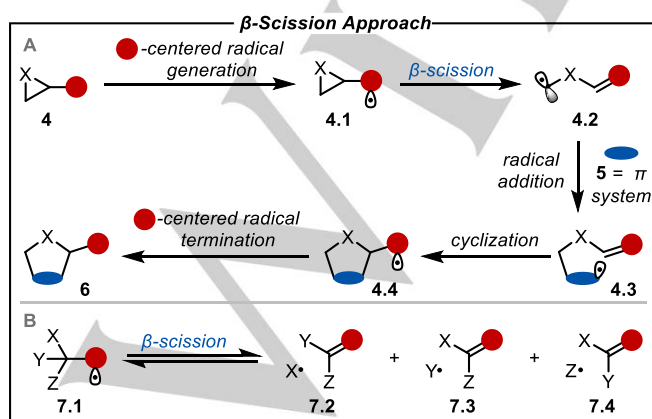 β-Scission Approach
A
-centered radical
generation
β-scission
X
4
X
4.1
X
4.2
radical
addition
5 = π
system
-centered radical
termination
cyclization
X
6
X
4.4
X
4.3
B
X
Y
Z
7.1
β-scission
X•
Y
Z
7.2
+
Y•
X
Z
7.3
+
Z•
X
Y
7.4